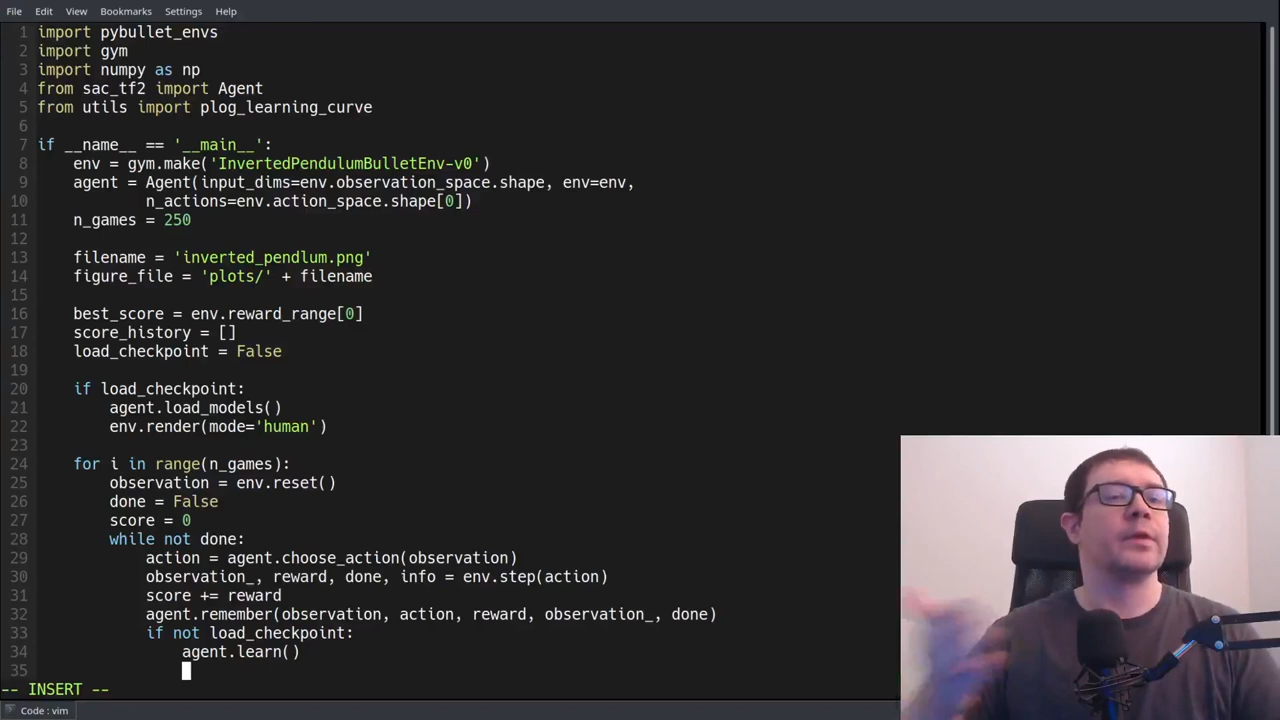 File Edit View Bookmarks Settings Help
1 import pybullet_envs
2 import gym
3 import numpy as np
4 from sac_tf2 import Agent
5 from utils import plog_learning_curve
6
7 if __name__ == '__main__':
8     env = gym.make('InvertedPendulumBulletEnv-v0')
9     agent = Agent(input_dims=env.observation_space.shape, env=env,
10             n_actions=env.action_space.shape[0])
11     n_games = 250
12
13     filename = 'inverted_pendlum.png'
14     figure_file = 'plots/' + filename
15
16     best_score = env.reward_range[0]
17     score_history = []
18     load_checkpoint = False
19
20     if load_checkpoint:
21         agent.load_models()
22         env.render(mode='human')
23
24     for i in range(n_games):
25         observation = env.reset()
26         done = False
27         score = 0
28         while not done:
29             action = agent.choose_action(observation)
30             observation_, reward, done, info = env.step(action)
31             score += reward
32             agent.remember(observation, action, reward, observation_, done)
33             if not load_checkpoint:
34                 agent.learn()
35
-- INSERT --
Code : vim